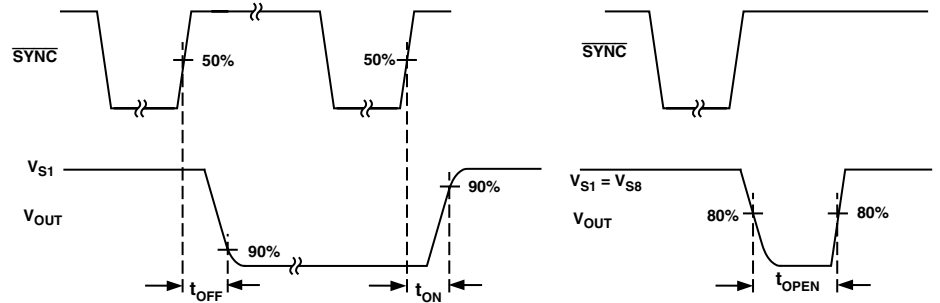 SYNC
50%
50%
SYNC
VS1
VOUT
90%
90%
tOFF
tON
VS1 = VS8
VOUT
80%
80%
tOPEN